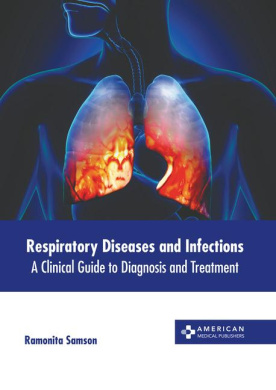 Respiratory Diseases and Infections
A Clinical Guide to Diagnosis and Treatment
Ramonita Samson
AMERICAN
MEDICAL PUBLISHERS